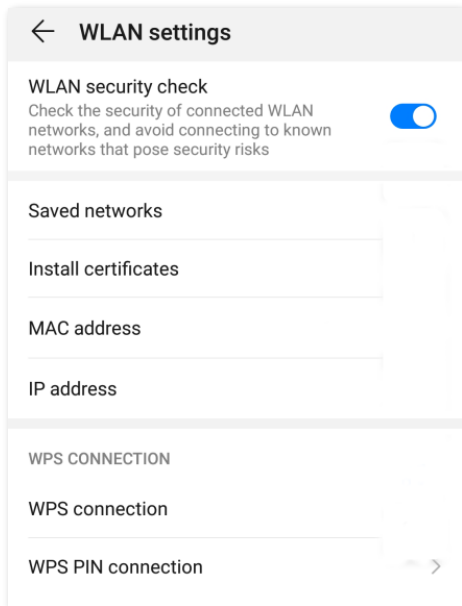 WLAN settings
WLAN security check
Check the security of connected WLAN
networks, and avoid connecting to known
networks that pose security risks
Saved networks
Install certificates
MAC address
IP address
WPS CONNECTION
WPS connection
WPS PIN connection